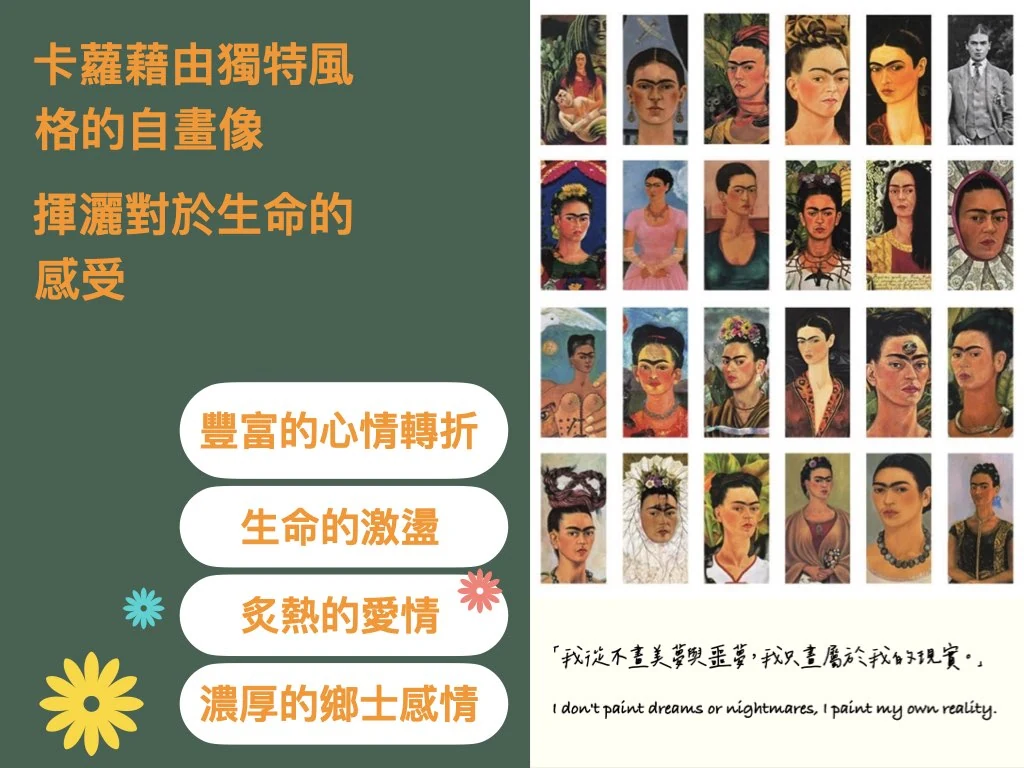 卡蘿藉由獨特風
格的自畫像
揮灑對於生命的
感受
豐富的心情轉折
生命的激盪
炙熱的愛情
濃厚的鄉士感情
「我從不畫美夢與噩夢，我只畫屬於我的現實。」
I don't paint dreams or nightmares, I paint my own reality.